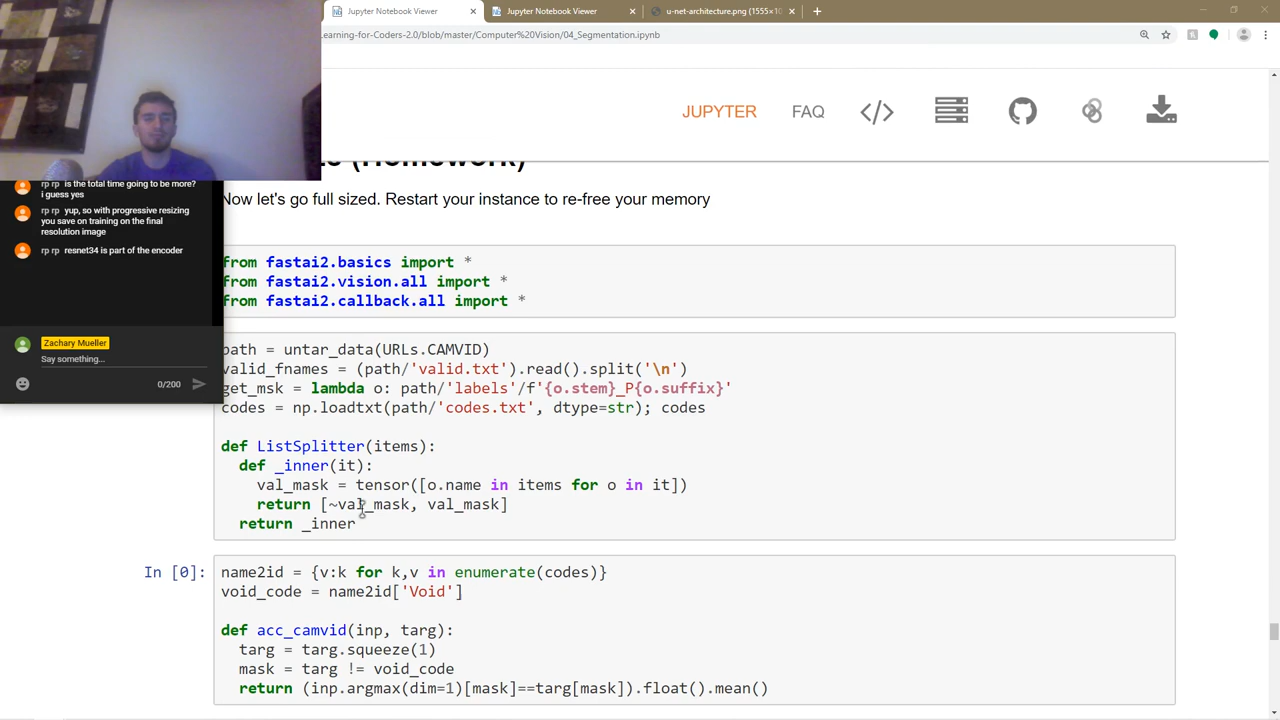 Jupyter Notebook Viewer
Jupyter Notebook Viewer
u-net-architecture.png (1555×10
Learning-for-Coders-2.0/blob/master/Computer%20Vision/04_Segmentation.ipynb
JUPYTER
FAQ
(Homework)
Now let's go full sized. Restart your instance to re-free your memory
rp rp is the total time going to be more?
i guess yes
rp rp yup, so with progressive resizing
you save on training on the final
resolution image
rp rp resnet34 is part of the encoder
Zachary Mueller
Say something...
0/200
from fastai2.basics import *
from fastai2.vision.all import *
from fastai2.callback.all import *
path = untar_data(URLs.CAMVID)
valid_fnames = (path/'valid.txt').read().split('\n')
get_msk = lambda o: path/'labels'/f'{o.stem}_P{o.suffix}'
codes = np.loadtxt(path/'codes.txt', dtype=str); codes
def ListSplitter(items):
def _inner(it):
val_mask = tensor([o.name in items for o in it])
return [~val_mask, val_mask]
return _inner
In [0]:
name2id = {v:k for k,v in enumerate(codes)}
void_code = name2id['Void']
def acc_camvid(inp, targ):
targ = targ.squeeze(1)
mask = targ != void_code
return (inp.argmax(dim=1)[mask]==targ[mask]).float().mean()